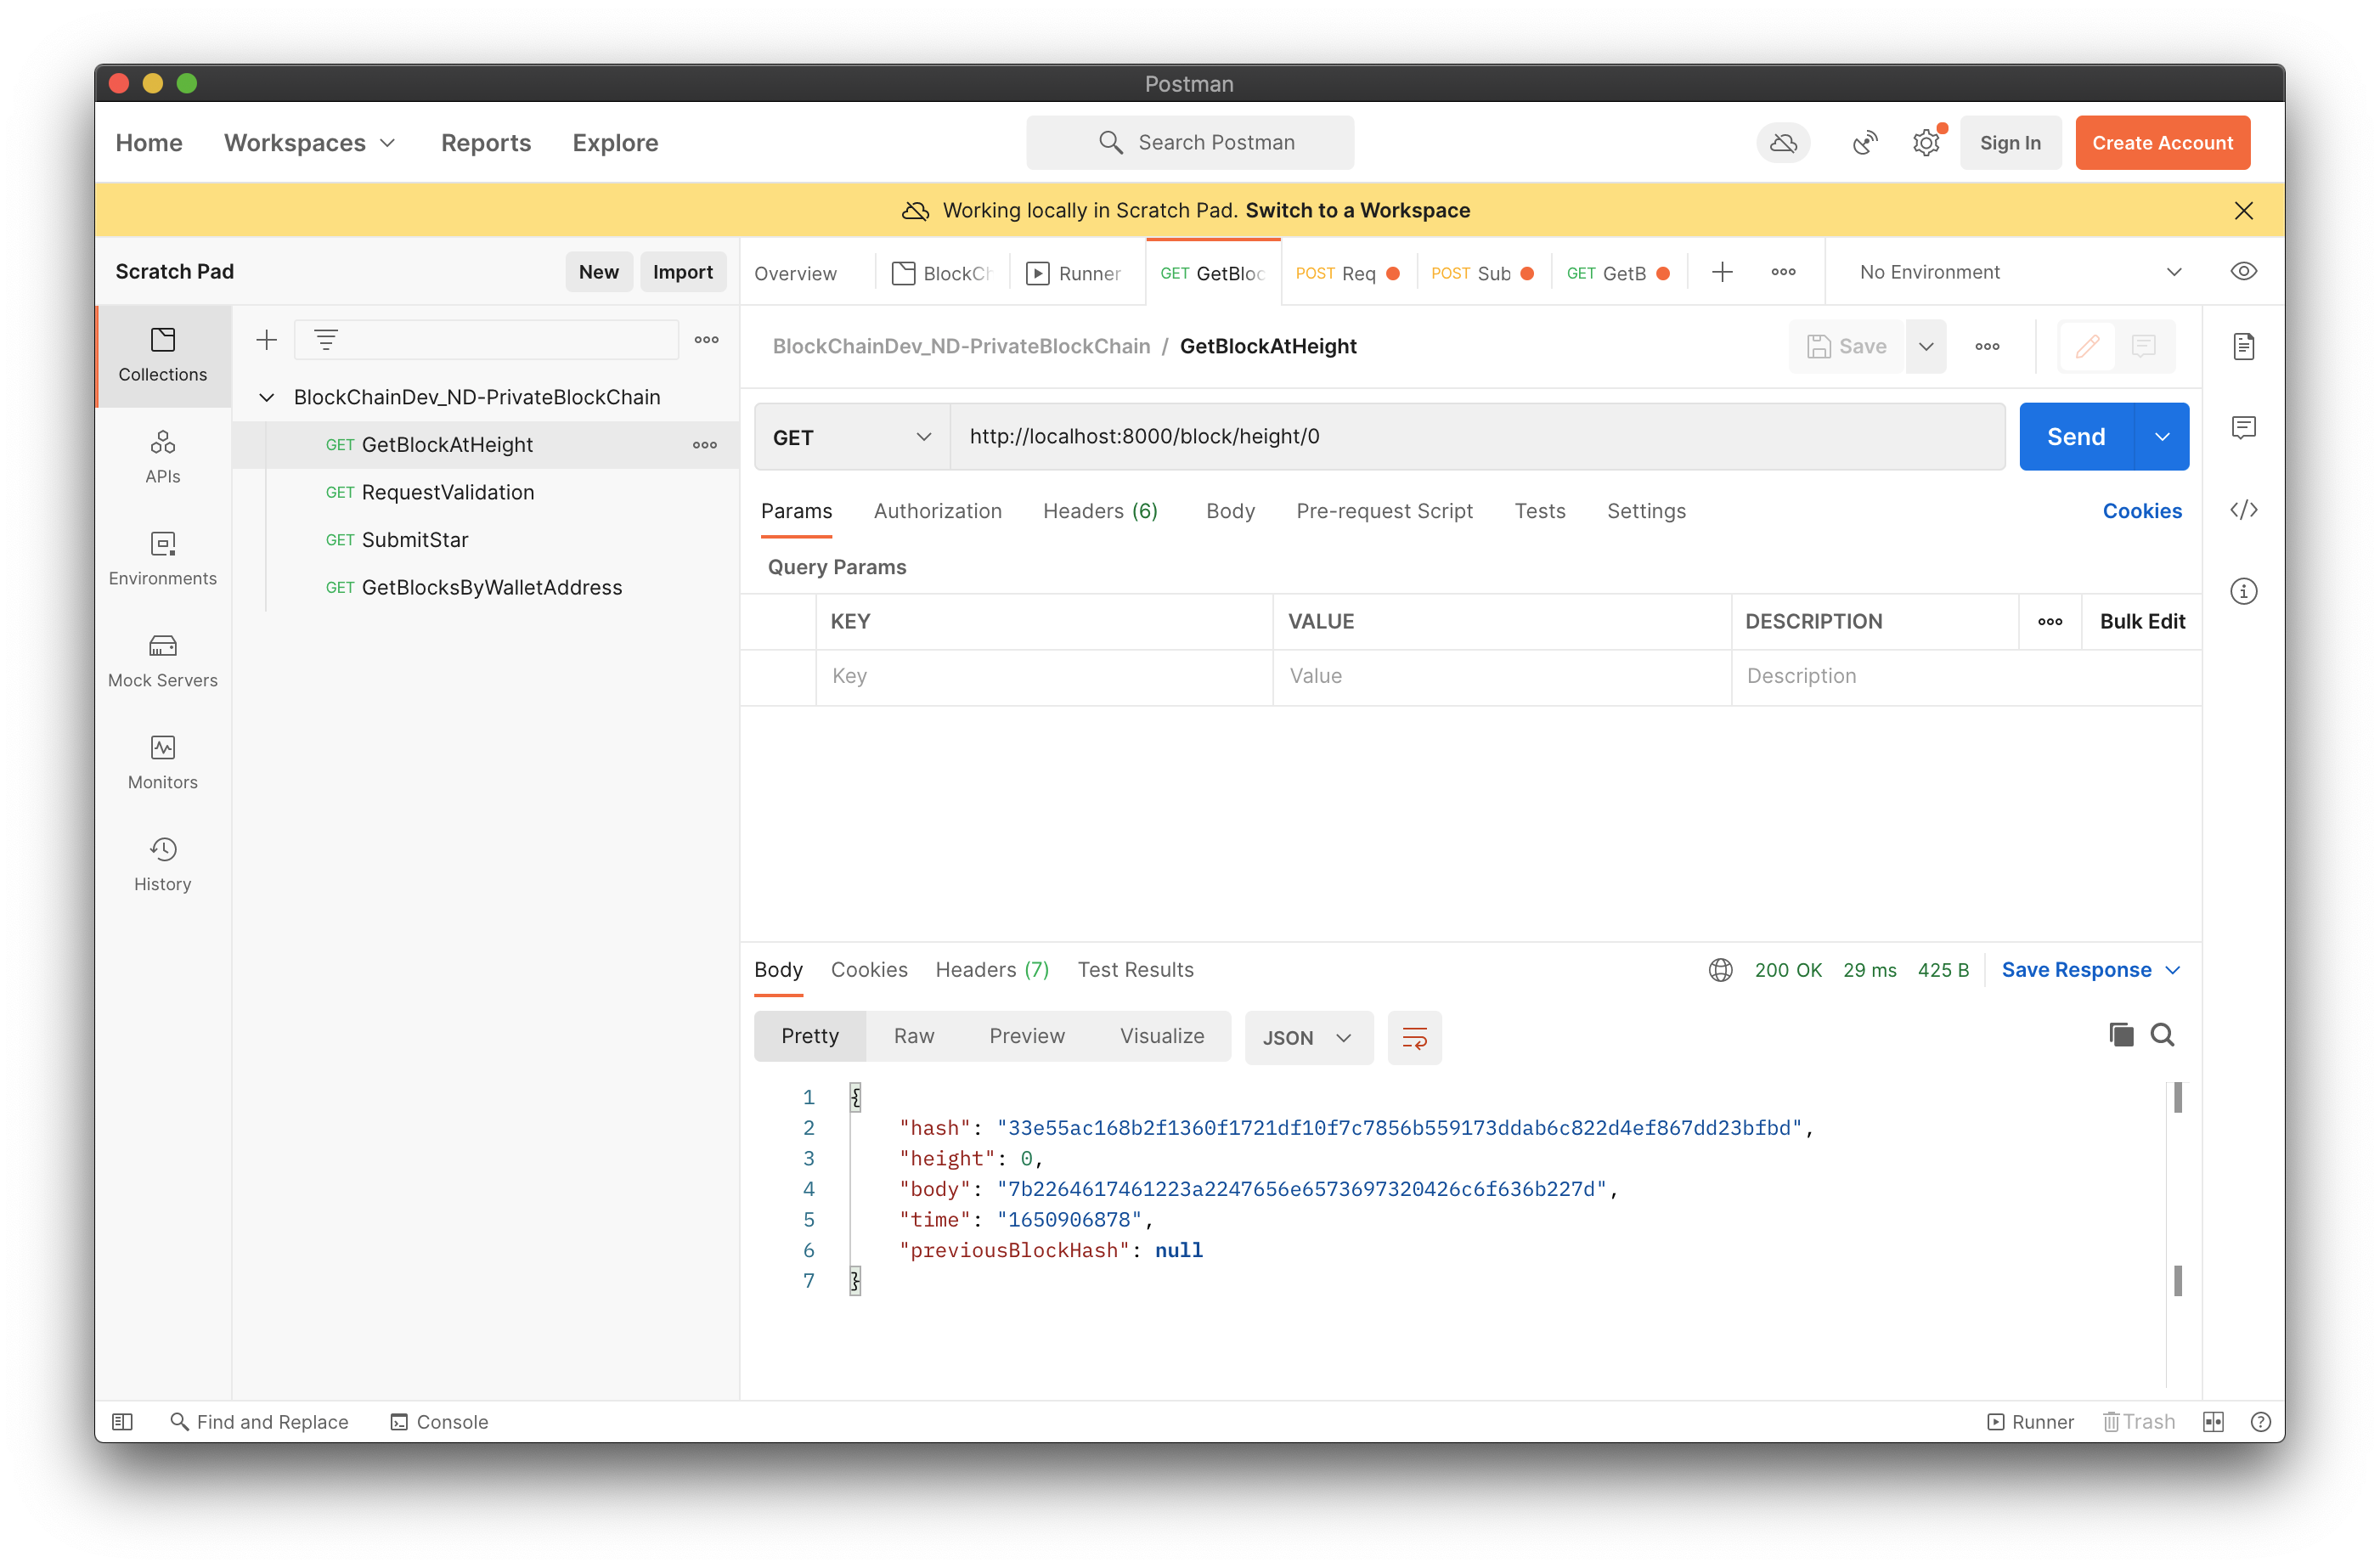 Postman
Home Workspaces Reports Explore Search Postman Sign In Create Account
Working locally in Scratch Pad. Switch to a Workspace
Scratch Pad New Import
Overview BlockCh Runner GET GetBloc POST Req POST Sub GET GetB No Environment
Collections
APIs
Environments
Mock Servers
Monitors
History
BlockChainDev_ND-PrivateBlockChain
GET GetBlockAtHeight
GET RequestValidation
GET SubmitStar
GET GetBlocksByWalletAddress
BlockChainDev_ND-PrivateBlockChain / GetBlockAtHeight Save
GET http://localhost:8000/block/height/0 Send
Params Authorization Headers (6) Body Pre-request Script Tests Settings Cookies
Query Params
KEY VALUE DESCRIPTION Bulk Edit
Key Value Description
Body Cookies Headers (7) Test Results 200 OK 29 ms 425 B Save Response
Pretty Raw Preview Visualize JSON
1 {
2 "hash": "33e55ac168b2f1360f1721df10f7c7856b559173ddab6c822d4ef867dd23bfbd",
3 "height": 0,
4 "body": "7b2264617461223a2247656e6573697320426c6f636b227d",
5 "time": "1650906878",
6 "previousBlockHash": null
7 }
Find and Replace Console Runner Trash